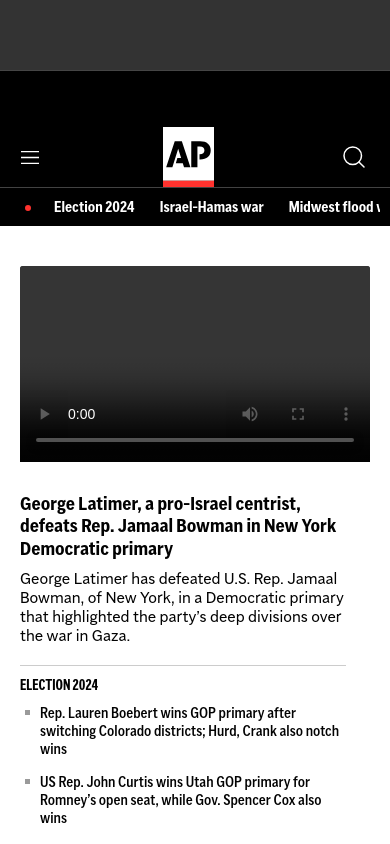 AP
Election 2024 Israel-Hamas war Midwest flood
0:00
George Latimer, a pro-Israel centrist,
defeats Rep. Jamaal Bowman in New York
Democratic primary
George Latimer has defeated U.S. Rep. Jamaal
Bowman, of New York, in a Democratic primary
that highlighted the party’s deep divisions over
the war in Gaza.
ELECTION 2024
Rep. Lauren Boebert wins GOP primary after
switching Colorado districts; Hurd, Crank also notch
wins
US Rep. John Curtis wins Utah GOP primary for
Romney’s open seat, while Gov. Spencer Cox also
wins